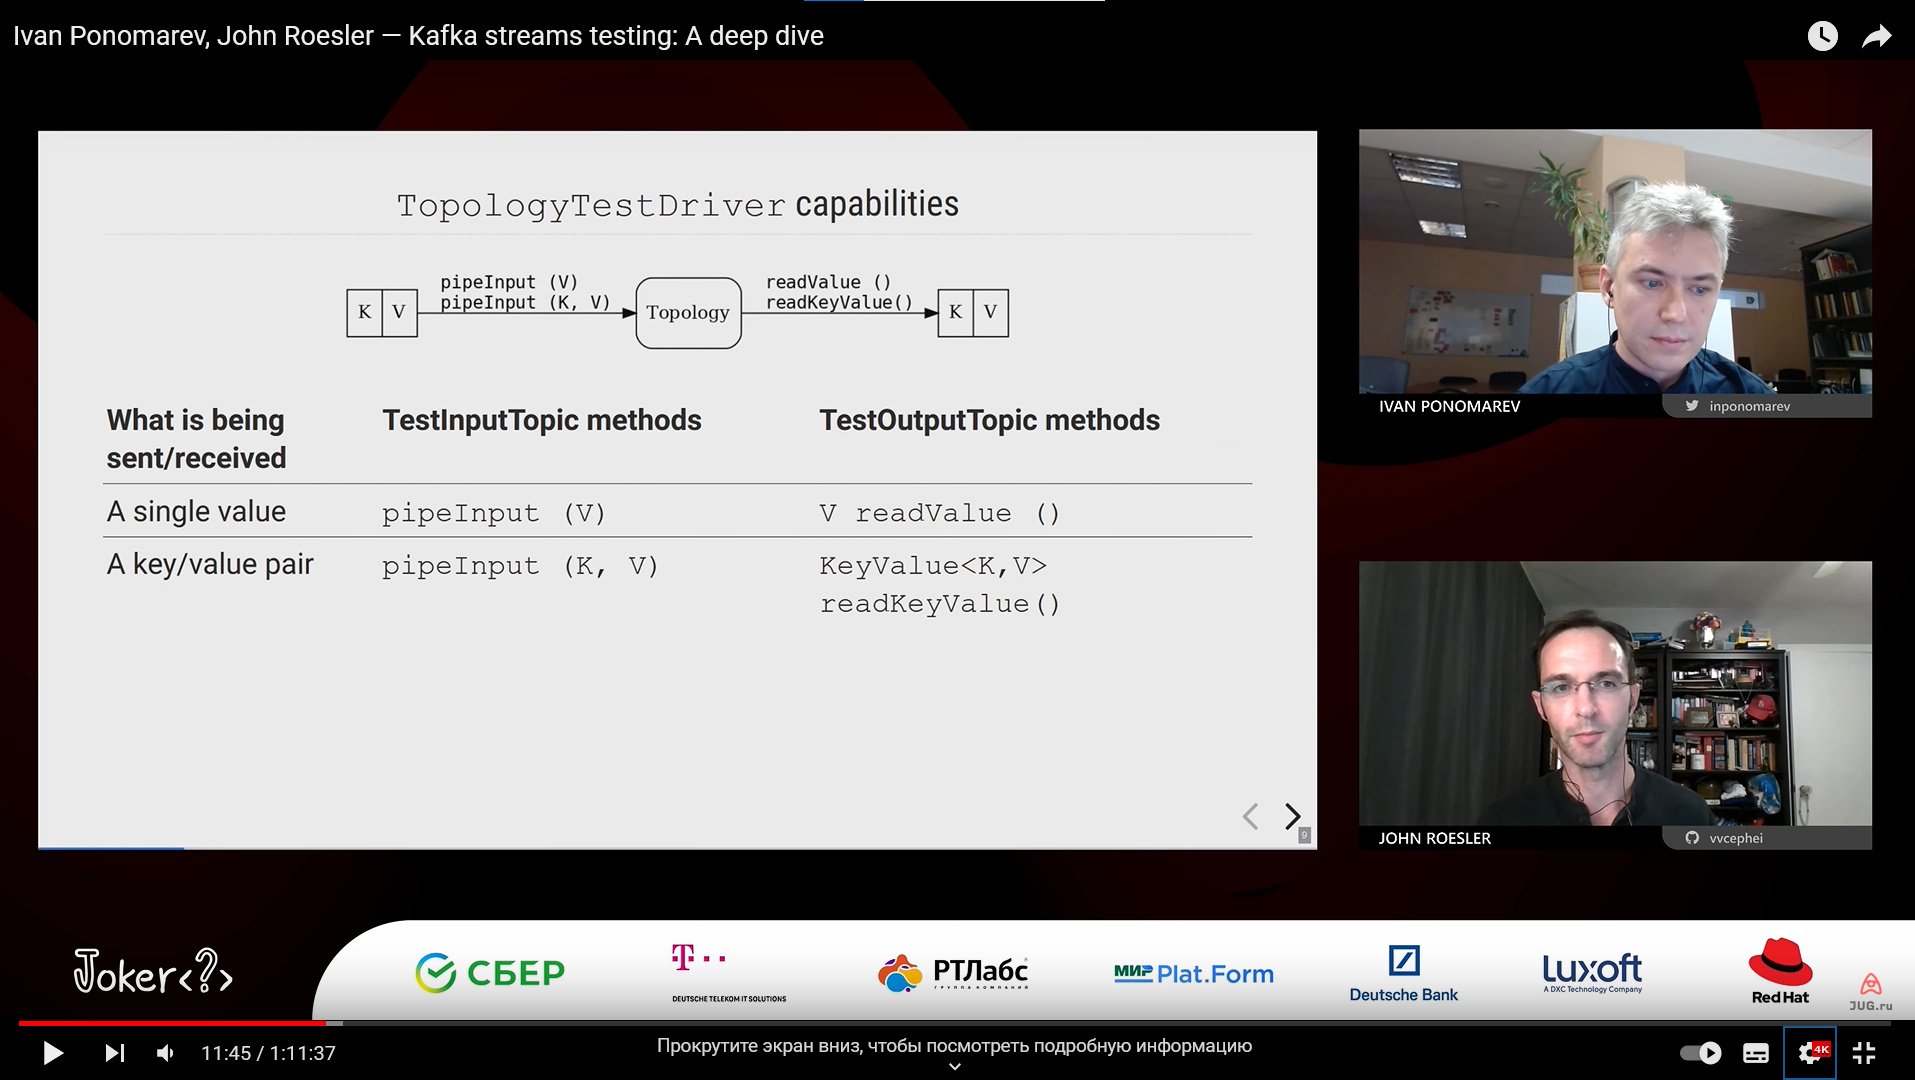 Ivan Ponomarev, John Roesler — Kafka streams testing: A deep dive
TopologyTestDriver capabilities
pipeInput (V)
pipeInput (K, V)
readValue ()
readKeyValue()
K V
Topology
K V
What is being
sent/received
TestInputTopic methods
TestOutputTopic methods
A single value
pipeInput (V)
V readValue ()
A key/value pair
pipeInput (K, V)
KeyValue<K,V>
readKeyValue()
9
IVAN PONOMAREV
inponomarev
JOHN ROESLER
vvcephei
Joker<?>
СБЕР
T
DEUTSCHE TELEKOM IT SOLUTIONS
РТЛабс
ГРУППА КОМПАНИЙ
МИР Plat.Form
Deutsche Bank
Luxoft
A DXC Technology Company
Red Hat
JUG.ru
11:45 / 1:11:37
Прокрутите экран вниз, чтобы посмотреть подробную информацию
4K